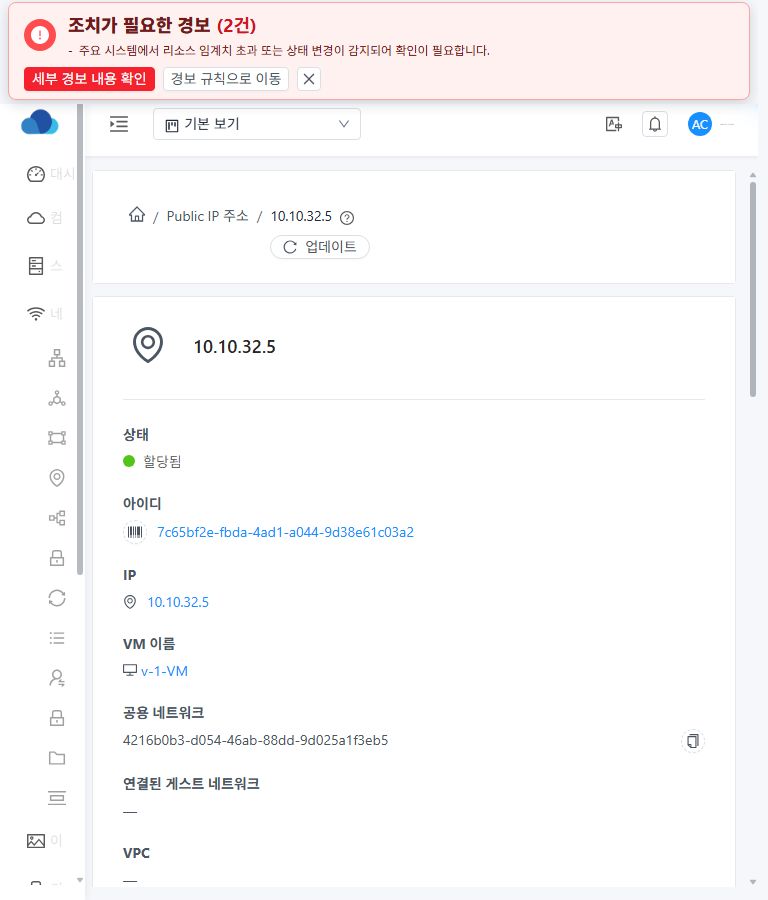 조치가 필요한 경보 (2건)
- 주요 시스템에서 리소스 임계치 초과 또는 상태 변경이 감지되어 확인이 필요합니다.
세부 경보 내용 확인
경보 규칙으로 이동
기본 보기
AC
대시
컴
스
네
이
/ Public IP 주소 / 10.10.32.5
업데이트
10.10.32.5
상태
할당됨
아이디
7c65bf2e-fbda-4ad1-a044-9d38e61c03a2
IP
10.10.32.5
VM 이름
v-1-VM
공용 네트워크
4216b0b3-d054-46ab-88dd-9d025a1f3eb5
연결된 게스트 네트워크
—
VPC
—